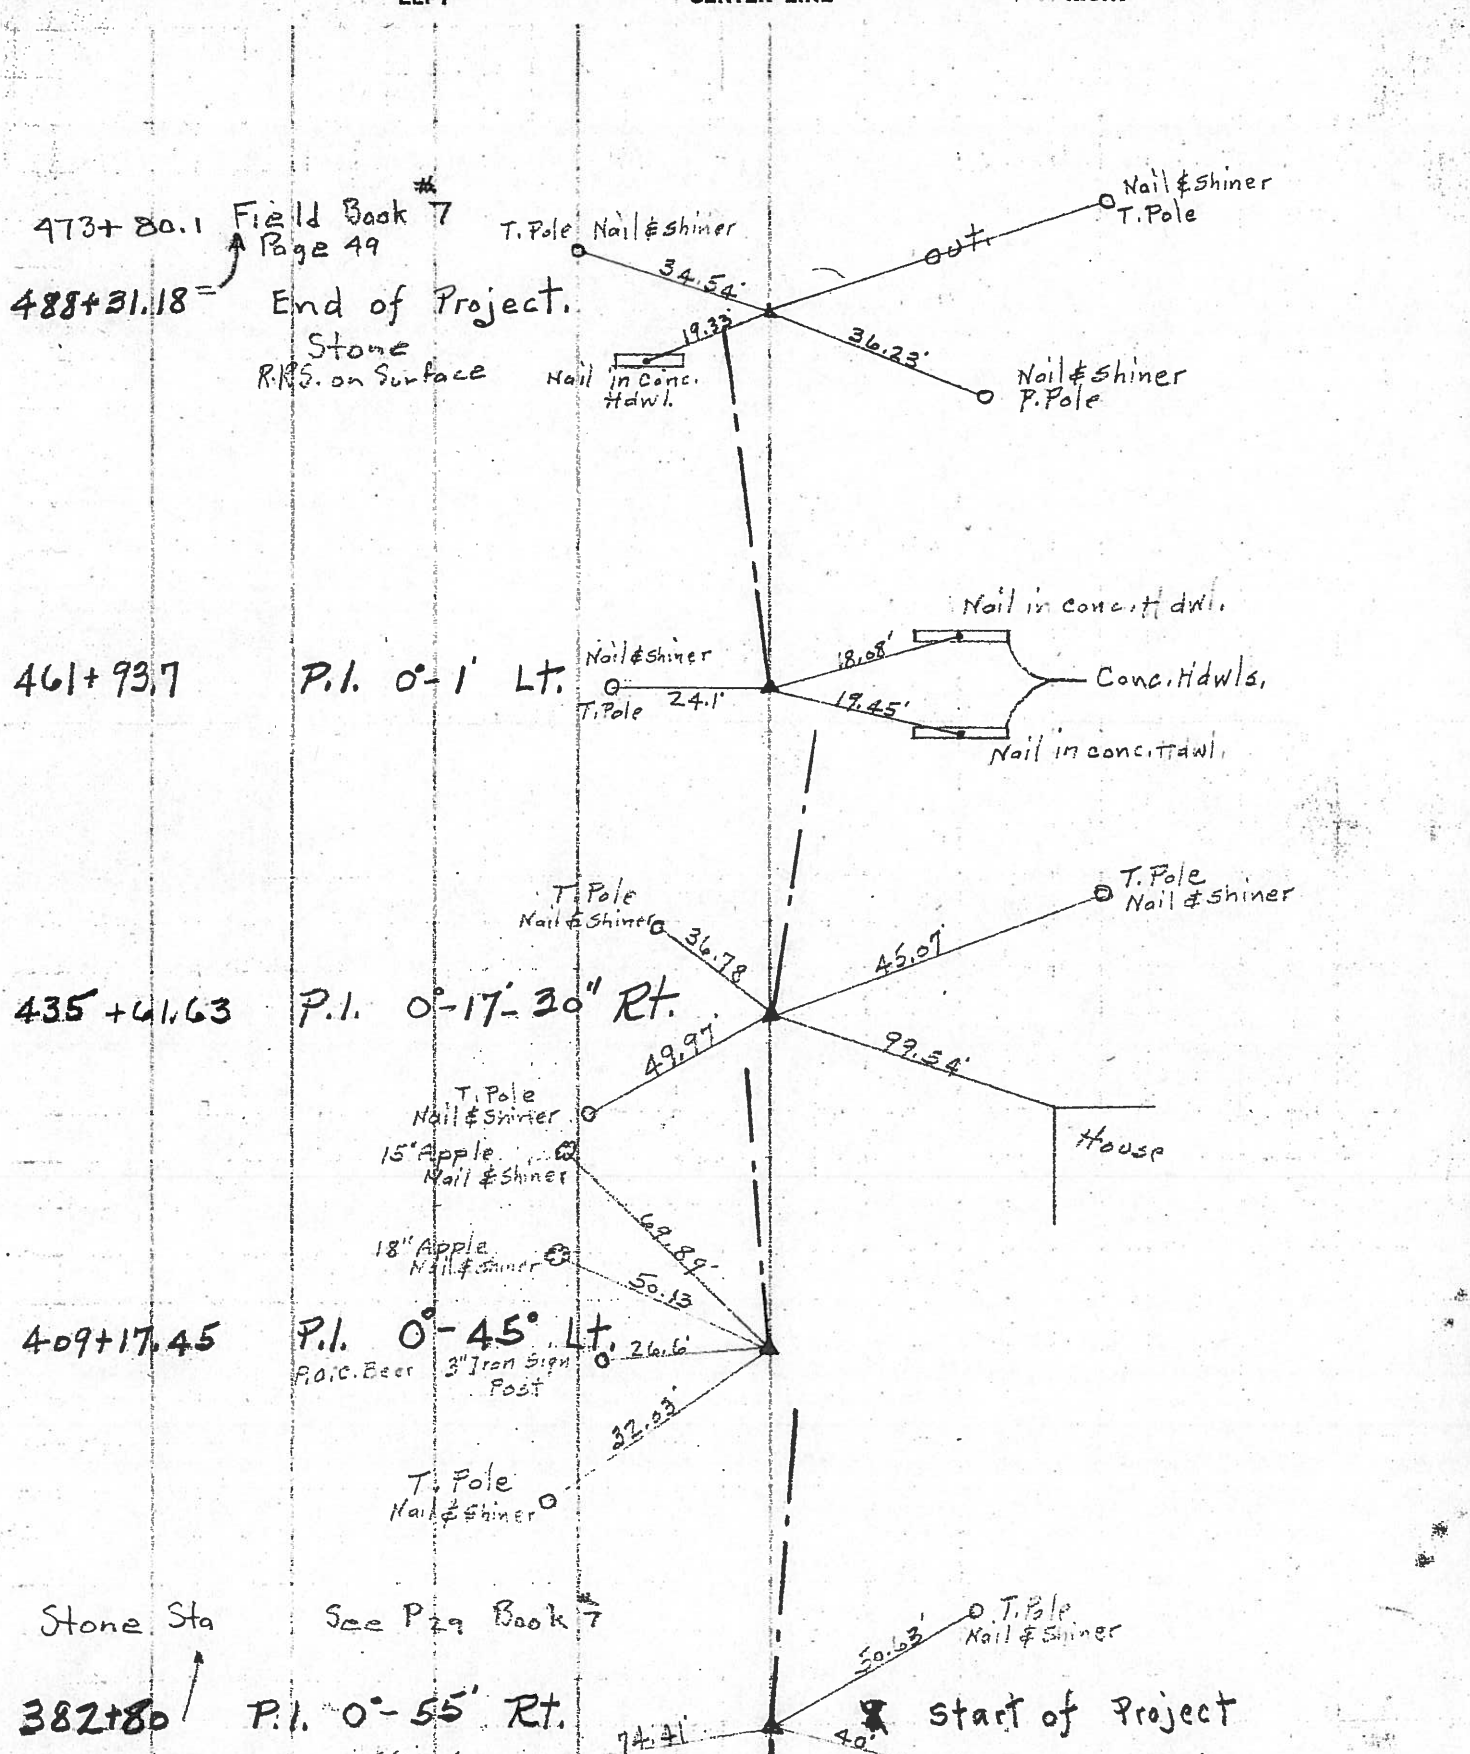 CENTER LINE
Nail & Shiner
T. Pole
#
473+80.1 Field Book 7
Page 49
T. Pole Nail & Shiner
out.
34.54'
488+31.18 = End of Project.
Stone
R.R.S. on Surface
19.33'
36.23'
Nail in Conc.
Hdwl.
Nail & Shiner
P. Pole
Nail in conc. Hdwl.
461+93.7 P.I. 0°-1' Lt.
Nail & Shiner
T. Pole
24.1'
18.08'
19.45'
Conc. Hdwls.
Nail in conc. Hdwl.
T. Pole
Nail & Shiner
36.78
T. Pole
Nail & Shiner
45.07'
435+61.63 P.I. 0°-17'-30" Rt.
49.97'
99.54'
T. Pole
Nail & Shiner
House
15" Apple
Nail & Shiner
69.89'
18" Apple
Nail & Shiner
50.13
409+17.45 P.I. 0°-45° Lt.
26.6'
Beer 3" Iron Sign
Post
32.03'
T. Pole
Nail & Shiner
Stone Sta See P29 Book #7
T. Pole
Nail & Shiner
50.63'
382+80 P.I. 0°-55' Rt.
74.41'
40'
Start of Project